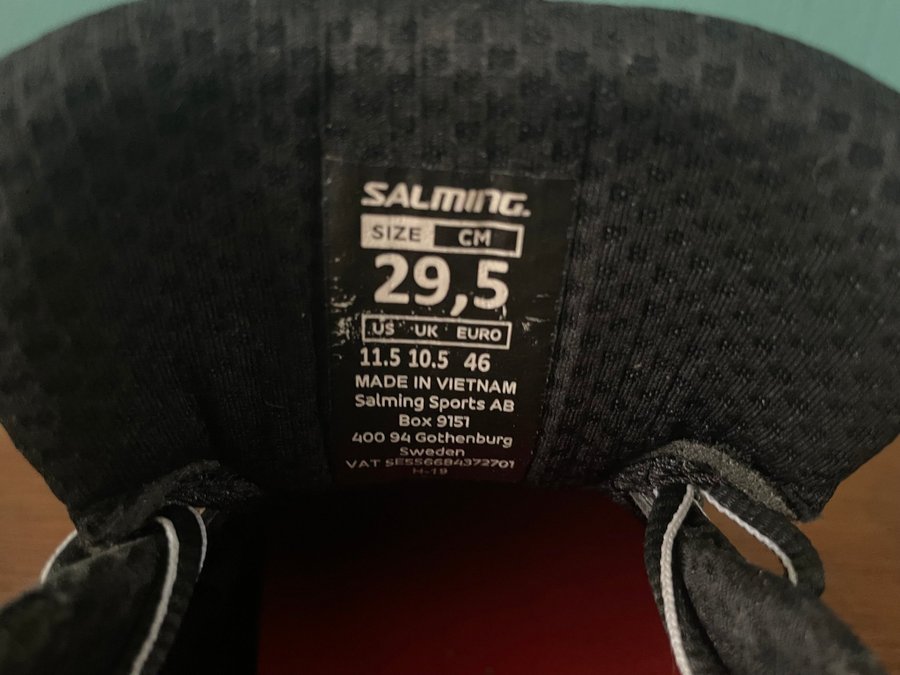 SALMING.
SIZE CM
29,5
US UK EURO
11.5 10.5 46
MADE IN VIETNAM
Salming Sports AB
Box 9151
400 94 Gothenburg
Sweden
VAT SE556684372701
H-19